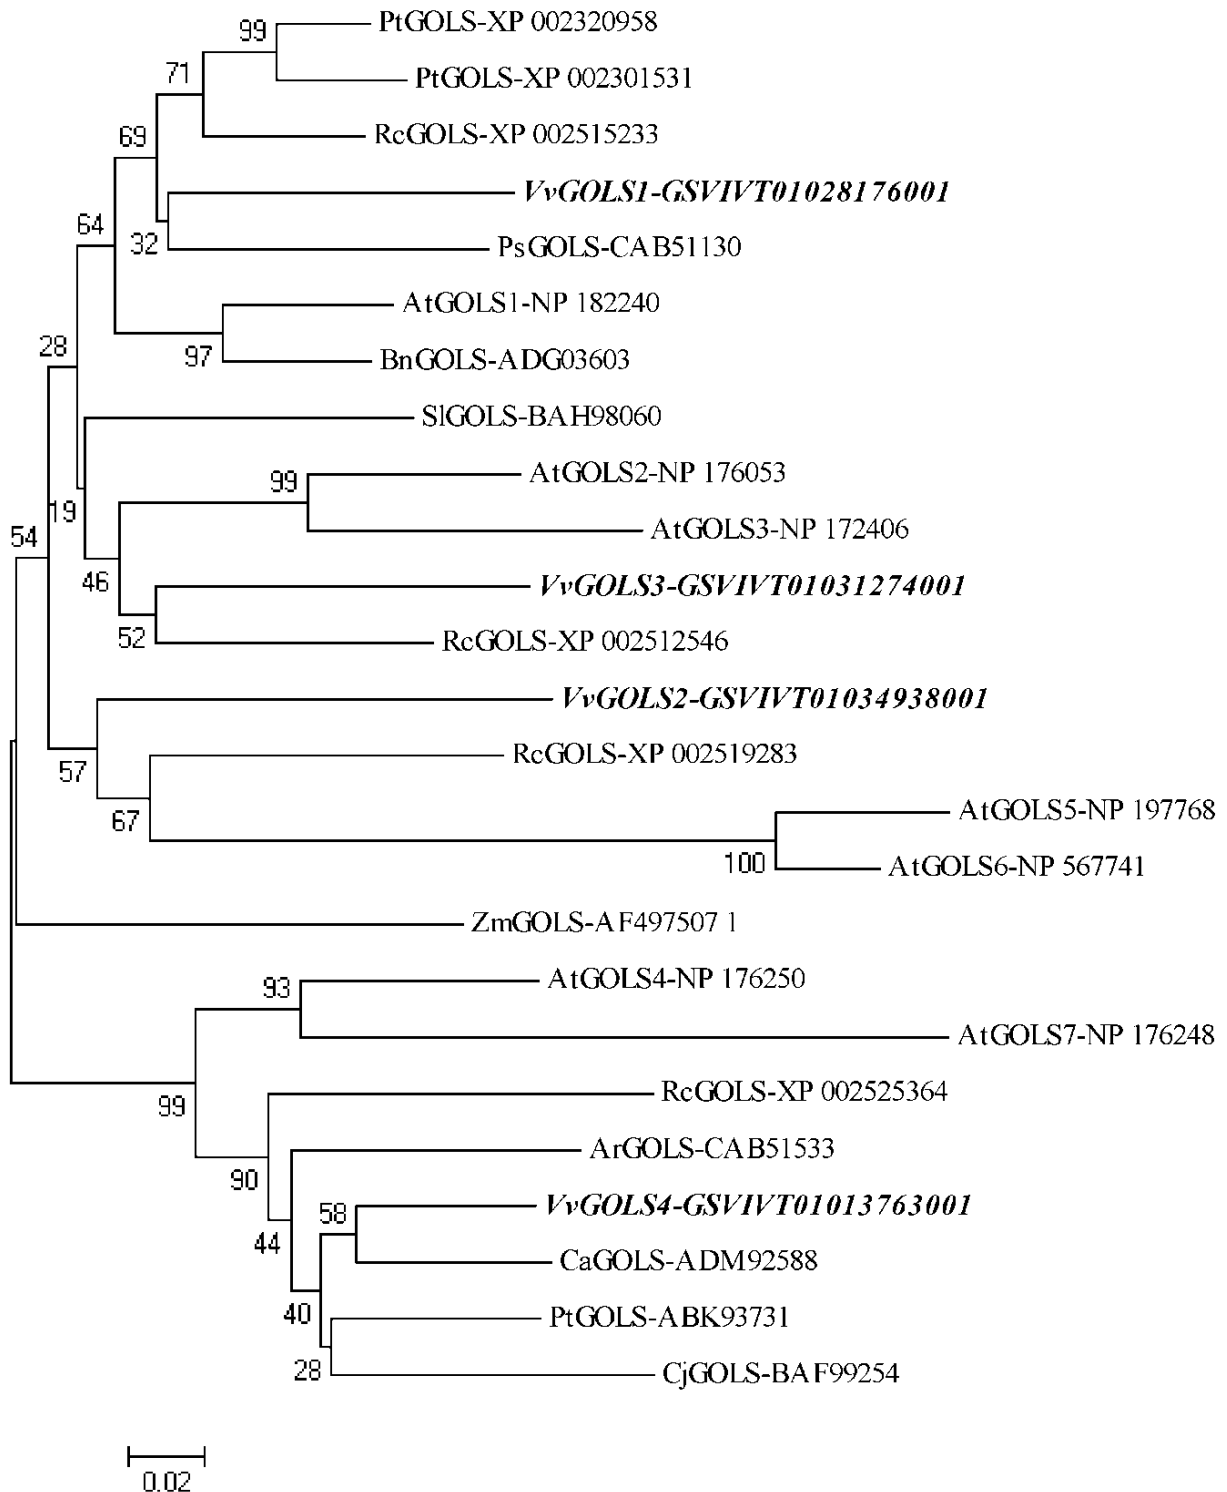 99
PtGOLS-XP 002320958
71
PtGOLS-XP 002301531
69
RcGOLS-XP 002515233
VvGOLS1-GSVIVT01028176001
64
32
PsGOLS-CAB51130
AtGOLS1-NP 182240
28
97
BnGOLS-ADG03603
SlGOLS-BAH98060
99
AtGOLS2-NP 176053
19
54
AtGOLS3-NP 172406
46
VvGOLS3-GSVIVT01031274001
52
RcGOLS-XP 002512546
VvGOLS2-GSVIVT01034938001
57
RcGOLS-XP 002519283
67
AtGOLS5-NP 197768
100
AtGOLS6-NP 567741
ZmGOLS-AF497507 1
93
AtGOLS4-NP 176250
AtGOLS7-NP 176248
99
RcGOLS-XP 002525364
ArGOLS-CAB51533
90
58
VvGOLS4-GSVIVT01013763001
44
CaGOLS-ADM92588
40
PtGOLS-ABK93731
28
CjGOLS-BAF99254
0.02